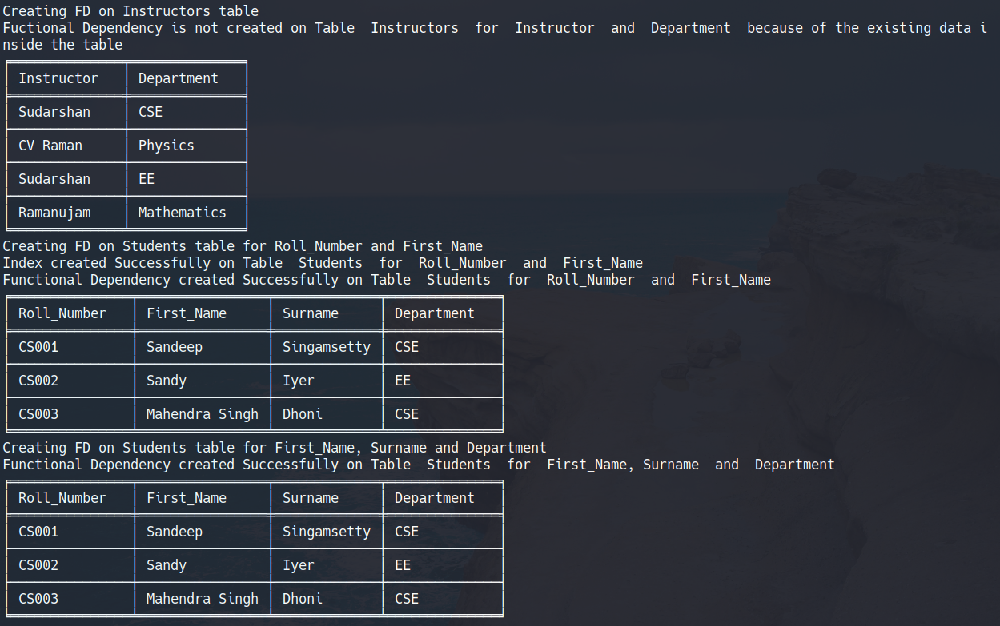 Creating FD on Instructors table
Fuctional Dependency is not created on Table  Instructors  for  Instructor  and  Department  because of the existing data i
nside the table
Instructor Department
Sudarshan CSE
CV Raman Physics
Sudarshan EE
Ramanujam Mathematics
Creating FD on Students table for Roll_Number and First_Name
Index created Successfully on Table  Students  for  Roll_Number  and  First_Name
Functional Dependency created Successfully on Table  Students  for  Roll_Number  and  First_Name
Roll_Number First_Name Surname Department
CS001 Sandeep Singamsetty CSE
CS002 Sandy Iyer EE
CS003 Mahendra Singh Dhoni CSE
Creating FD on Students table for First_Name, Surname and Department
Functional Dependency created Successfully on Table  Students  for  First_Name, Surname  and  Department
Roll_Number First_Name Surname Department
CS001 Sandeep Singamsetty CSE
CS002 Sandy Iyer EE
CS003 Mahendra Singh Dhoni CSE